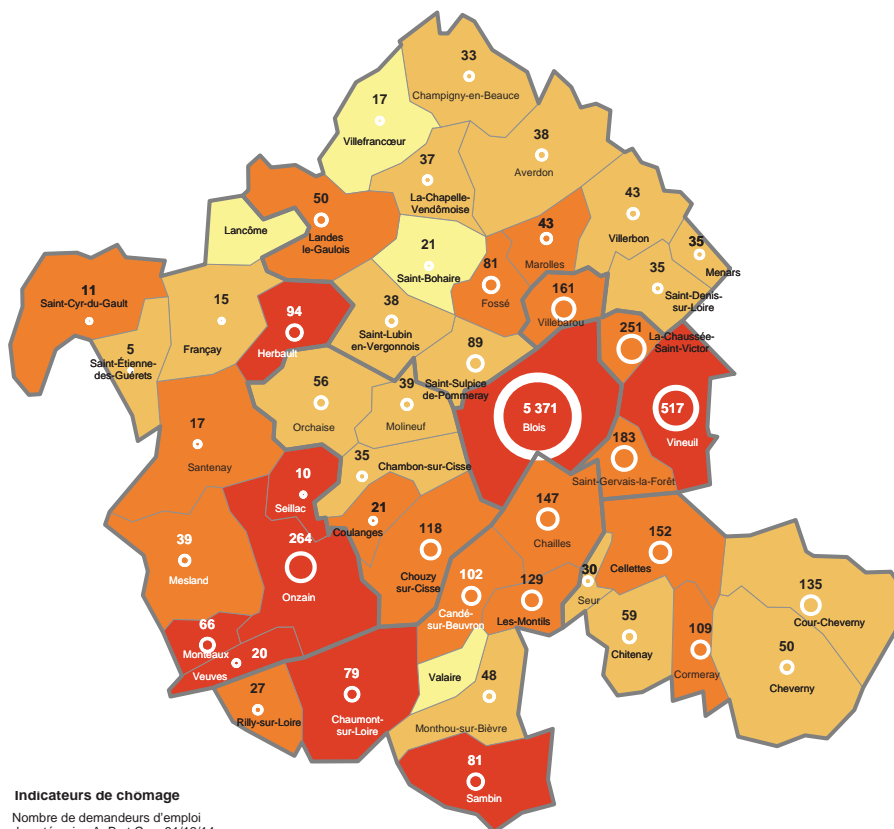 33
Champigny-en-Beauce
17
Villefrancœur
38
Averdon
37
La-Chapelle-
Vendômoise
43
Villerbon
50
Landes
le-Gaulois
Lancôme
21
Saint-Bohaire
43
Marolles
35
Menars
81
Fossé
35
Saint-Denis-
sur-Loire
11
Saint-Cyr-du-Gault
15
Françay
94
Herbault
38
Saint-Lubin
en-Vergonnois
161
Villebarou
251
La-Chaussée-
Saint-Victor
5
Saint-Étienne-
des-Guérets
89
Saint-Sulpice
de-Pommeray
56
Orchaise
39
Molineuf
5 371
Blois
517
Vineuil
17
Santenay
35
Chambon-sur-Cisse
183
Saint-Gervais-la-Forêt
10
Seillac
21
Coulanges
147
Chailles
264
Onzain
118
Chouzy
sur-Cisse
152
Cellettes
39
Mesland
102
Candé-
sur-Beuvron
129
Les-Montils
30
Seur
135
Cour-Cheverny
66
Monteaux
20
Veuves
59
Chitenay
109
Cormeray
50
Cheverny
27
Rilly-sur-Loire
79
Chaumont-
sur-Loire
Valaire
48
Monthou-sur-Bièvre
81
Sambin
Indicateurs de chomage
Nombre de demandeurs d'emploi